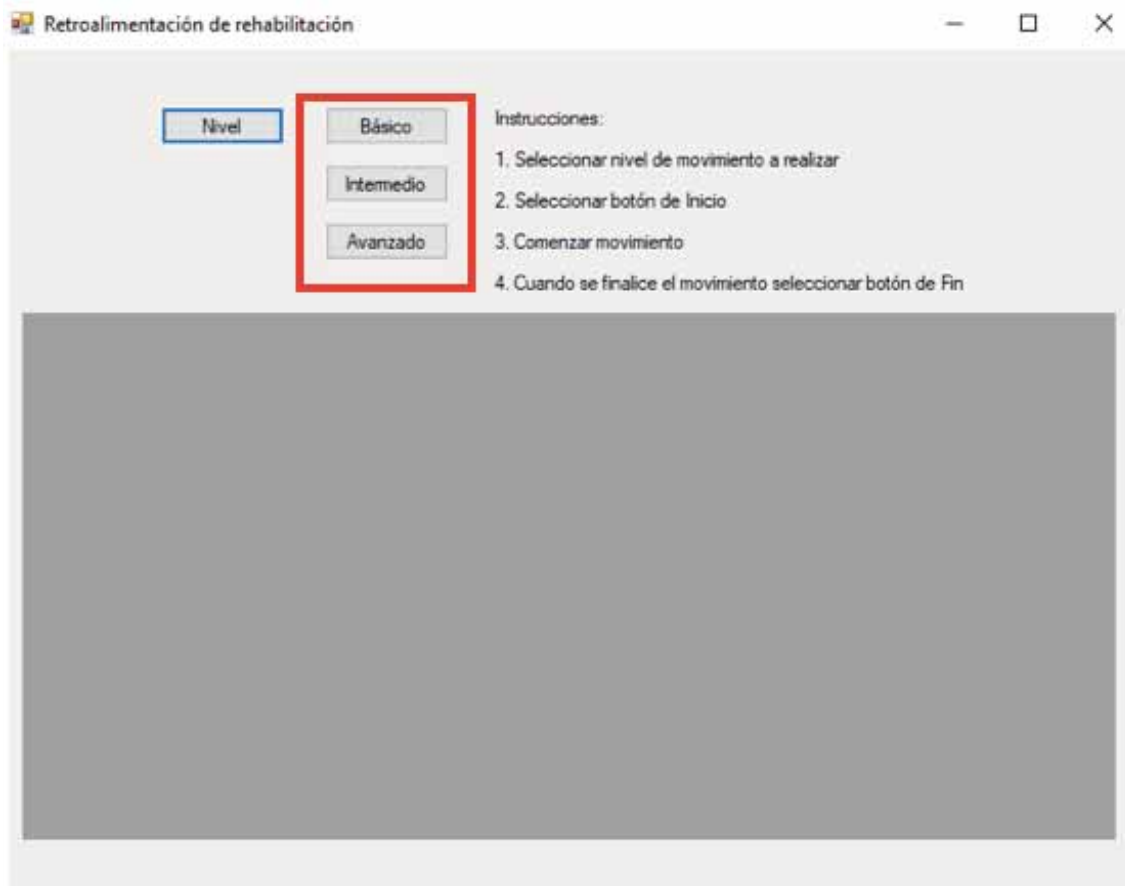 Retroalimentación de rehabilitación
Nivel
Básico
Intermedio
Avanzado
Instrucciones:
1. Seleccionar nivel de movimiento a realizar
2. Seleccionar botón de Inicio
3. Comenzar movimiento
4. Cuando se finalice el movimiento seleccionar botón de Fin